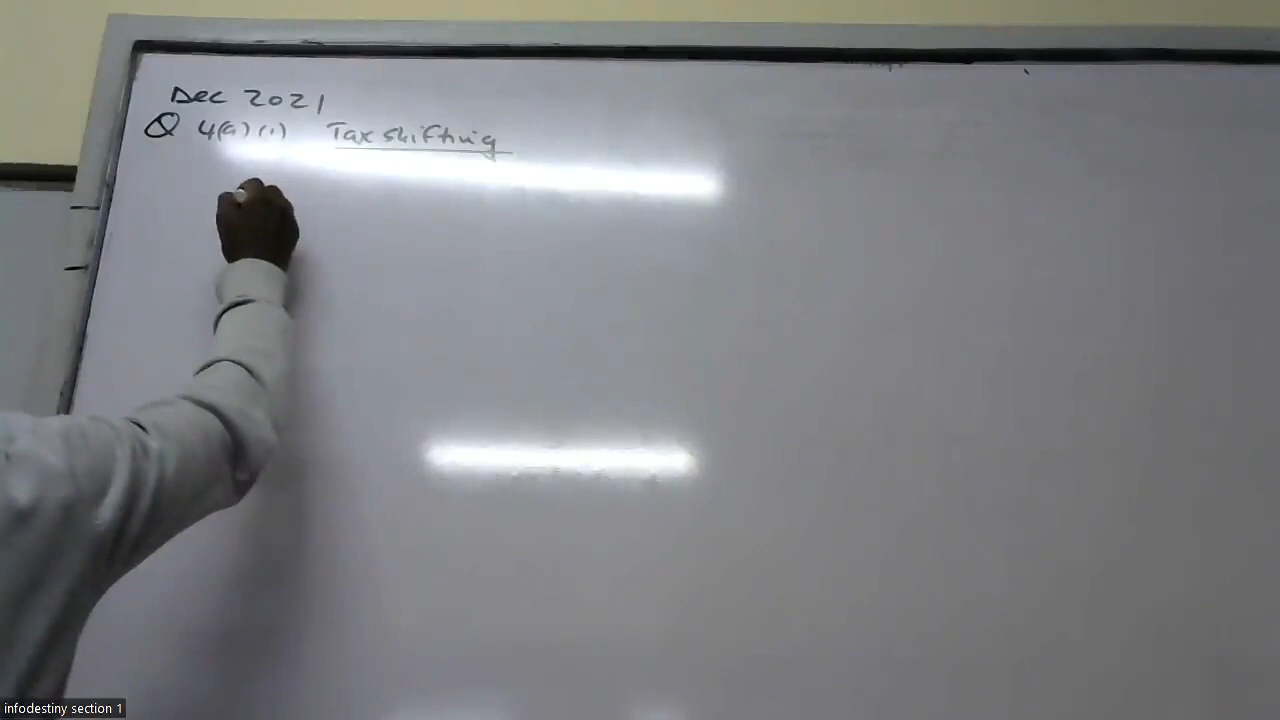 Dec 2021
Q 4(a)(i) Tax shifting
infodestiny section 1